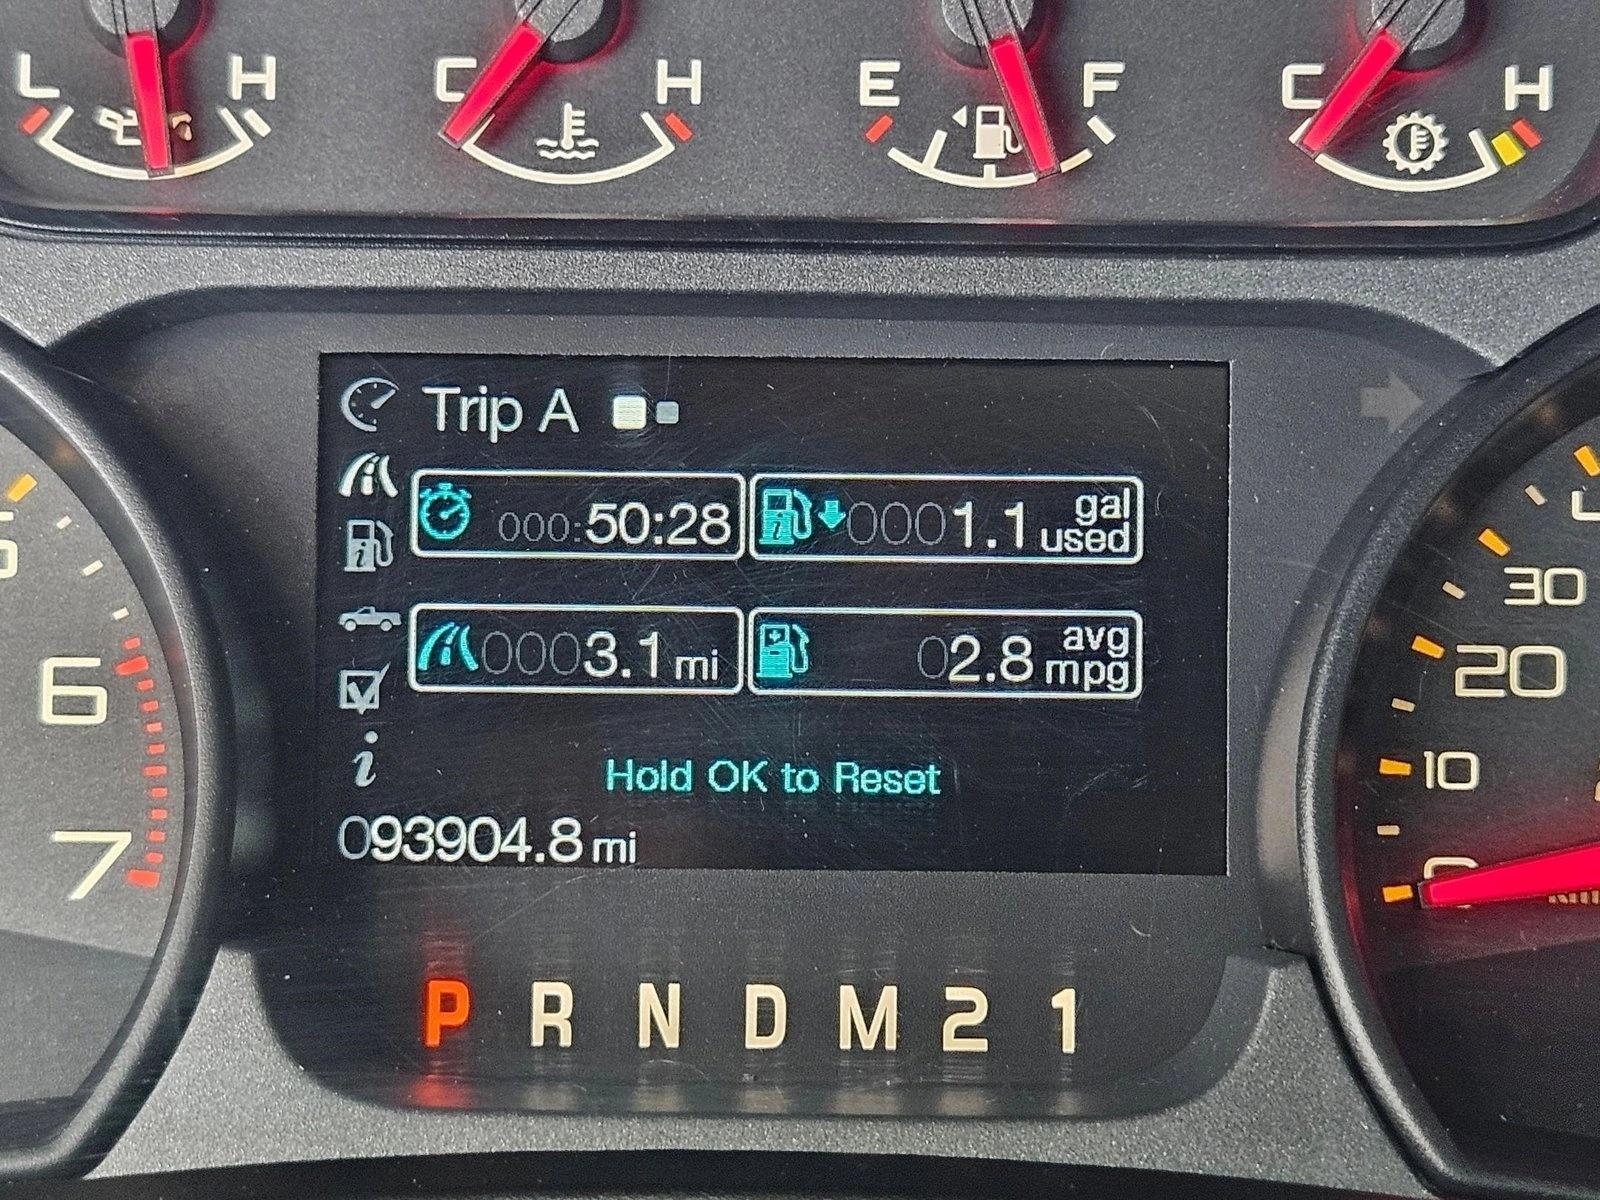 L H C H E F C H
Trip A
000:50:28
0001.1 gal used
0003.1 mi
02.8 avg mpg
Hold OK to Reset
093904.8 mi
P R N D M 2 1
6
7
30
20
10
0